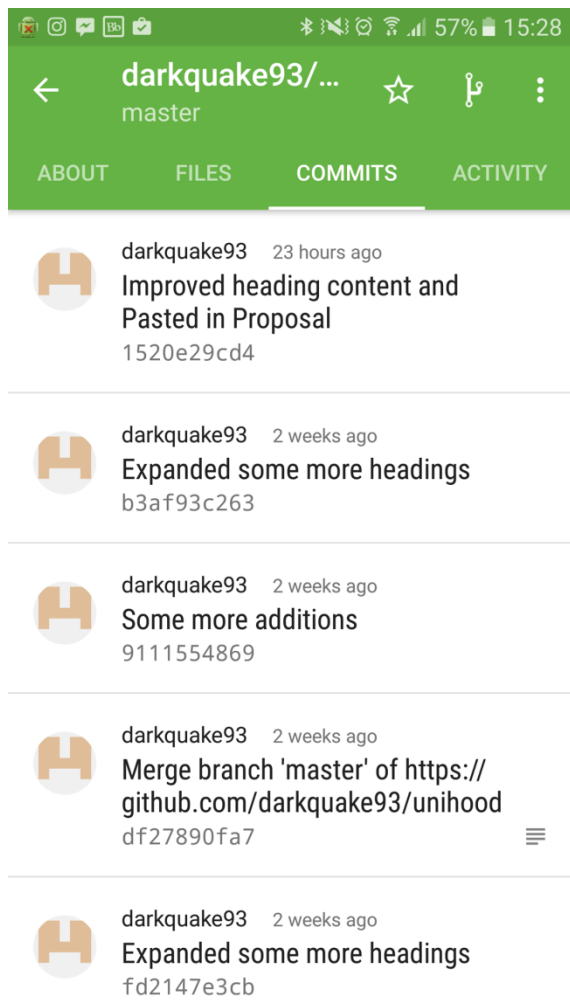 Bb 57% 15:28
darkquake93/...
master
ABOUT FILES COMMITS ACTIVITY
darkquake93 23 hours ago
Improved heading content and
Pasted in Proposal
1520e29cd4
darkquake93 2 weeks ago
Expanded some more headings
b3af93c263
darkquake93 2 weeks ago
Some more additions
9111554869
darkquake93 2 weeks ago
Merge branch 'master' of https://
github.com/darkquake93/unihood
df27890fa7
darkquake93 2 weeks ago
Expanded some more headings
fd2147e3cb